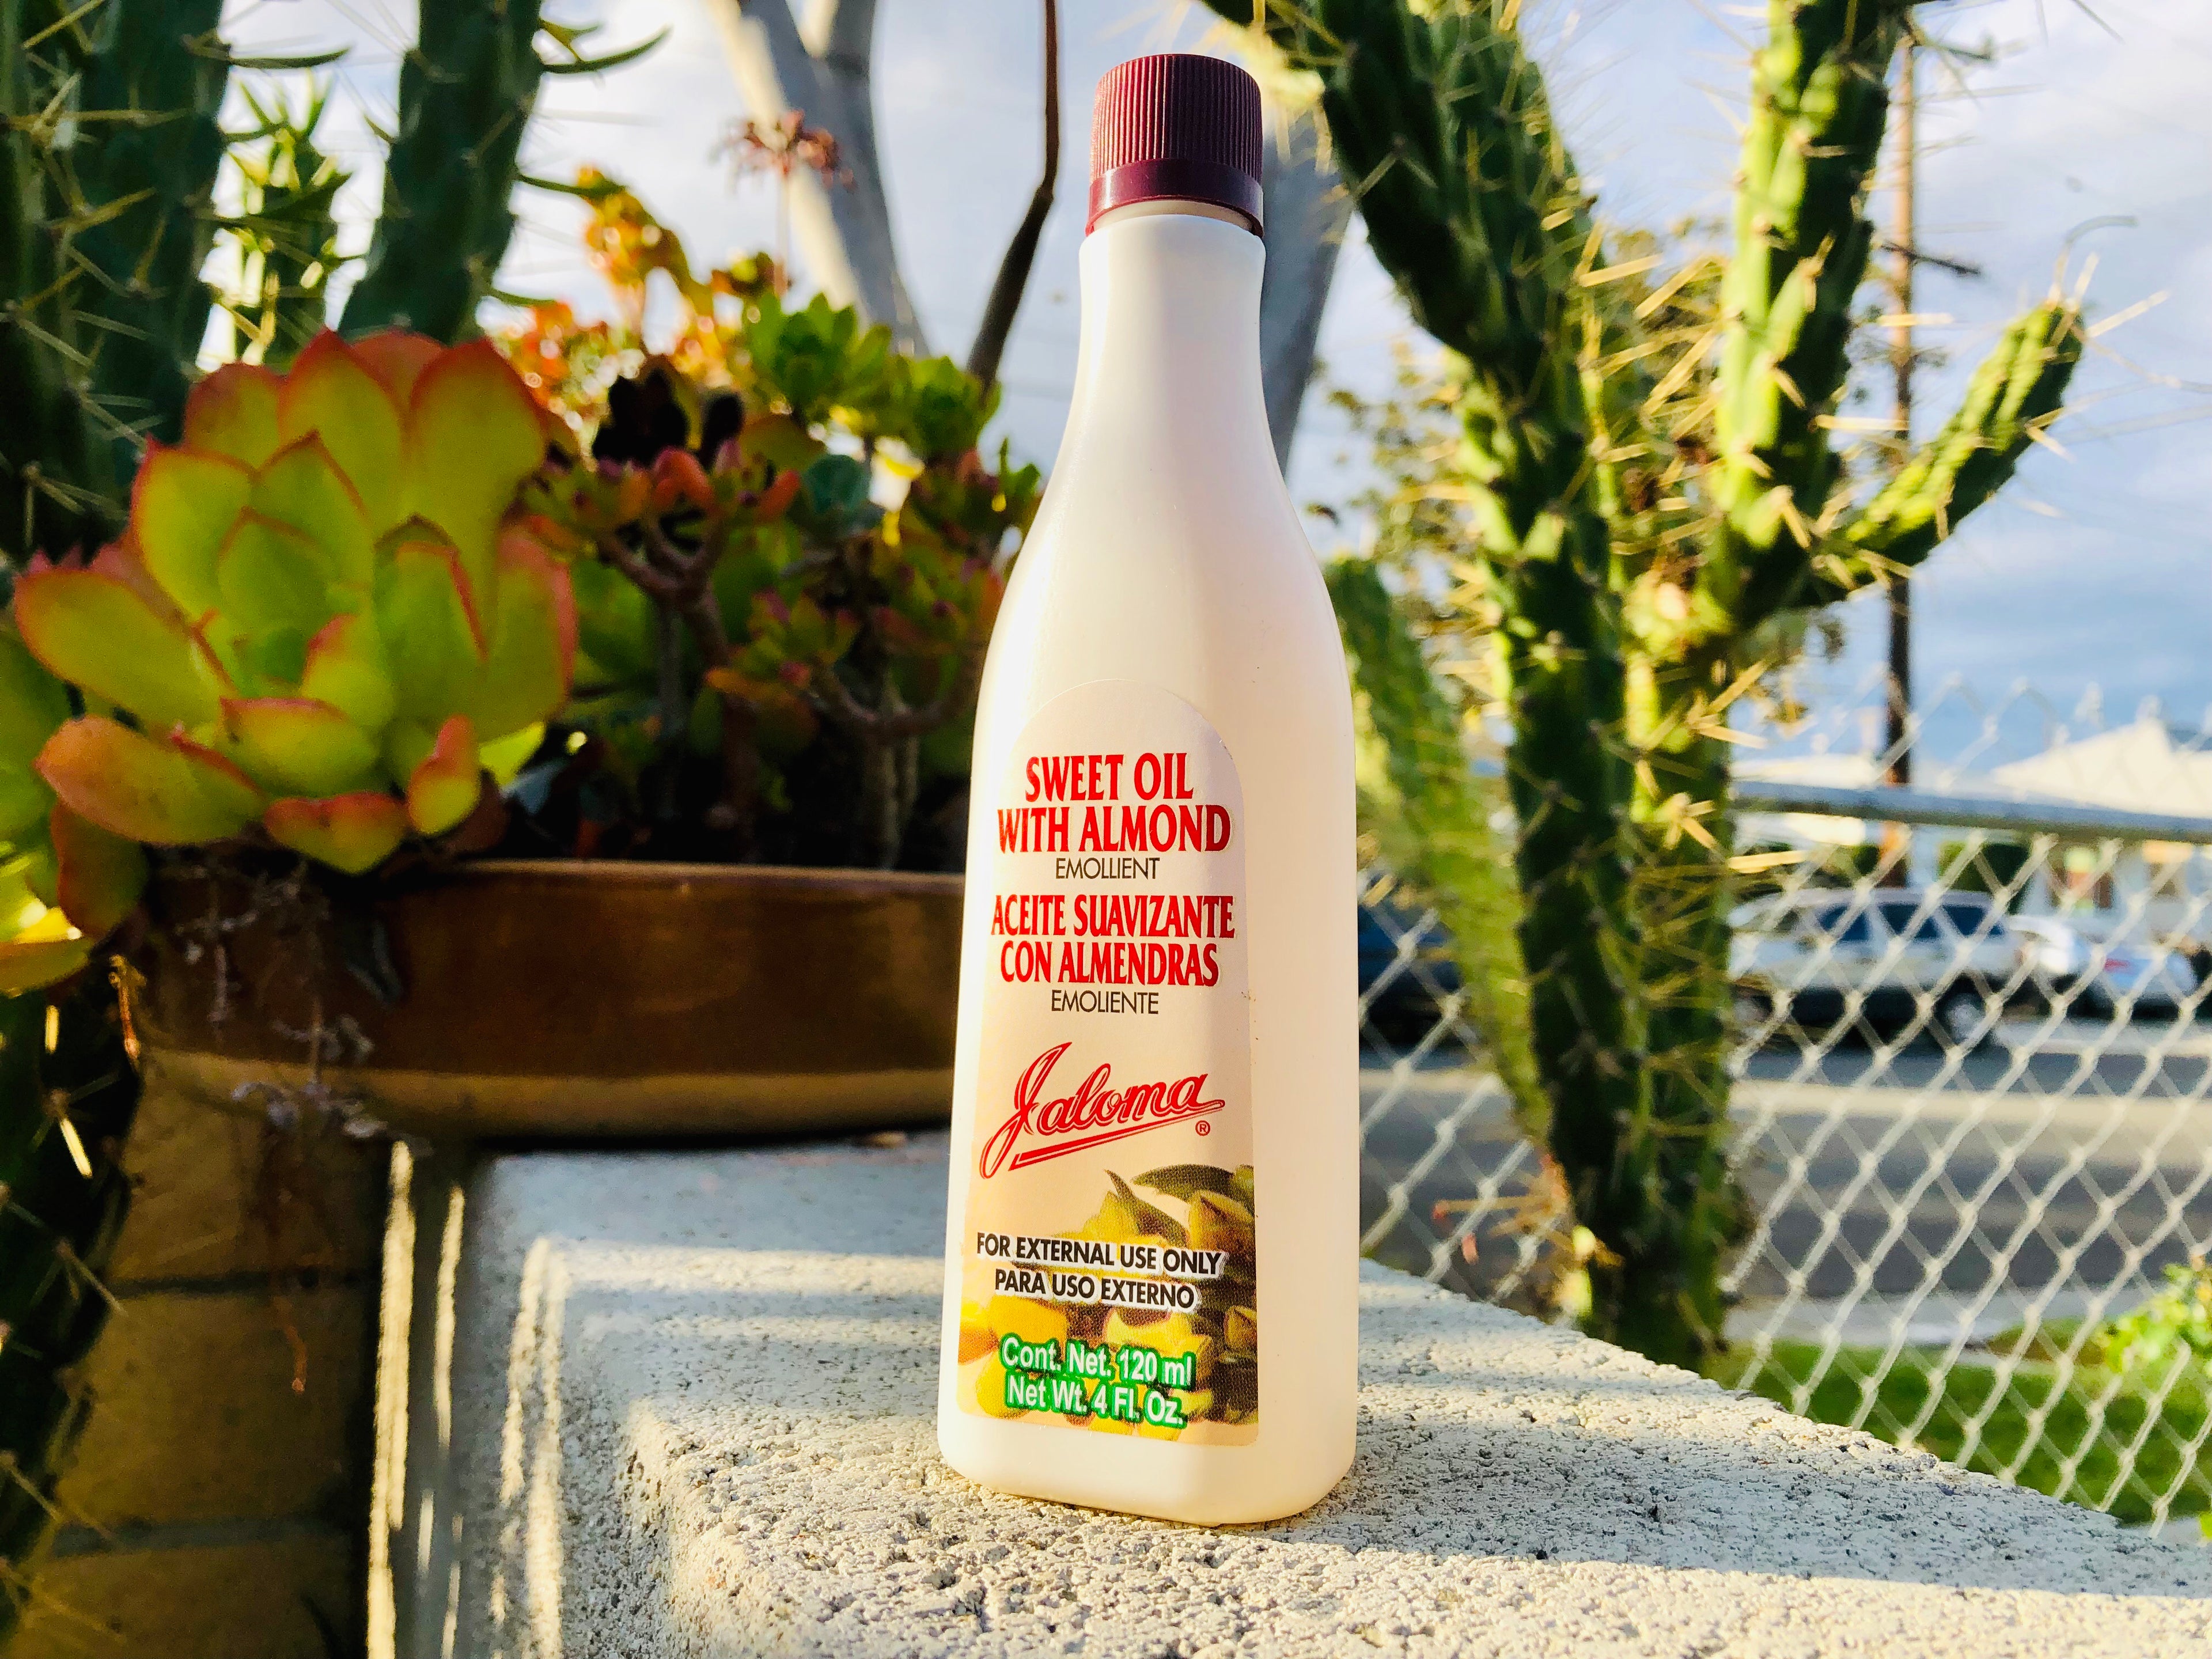 SWEET OIL
WITH ALMOND
EMOLLIENT
ACEITE SUAVIZANTE
CON ALMENDRAS
EMOLIENTE
Jaloma®
FOR EXTERNAL USE ONLY
PARA USO EXTERNO
Cont. Net. 120 ml
Net Wt. 4 Fl. Oz.